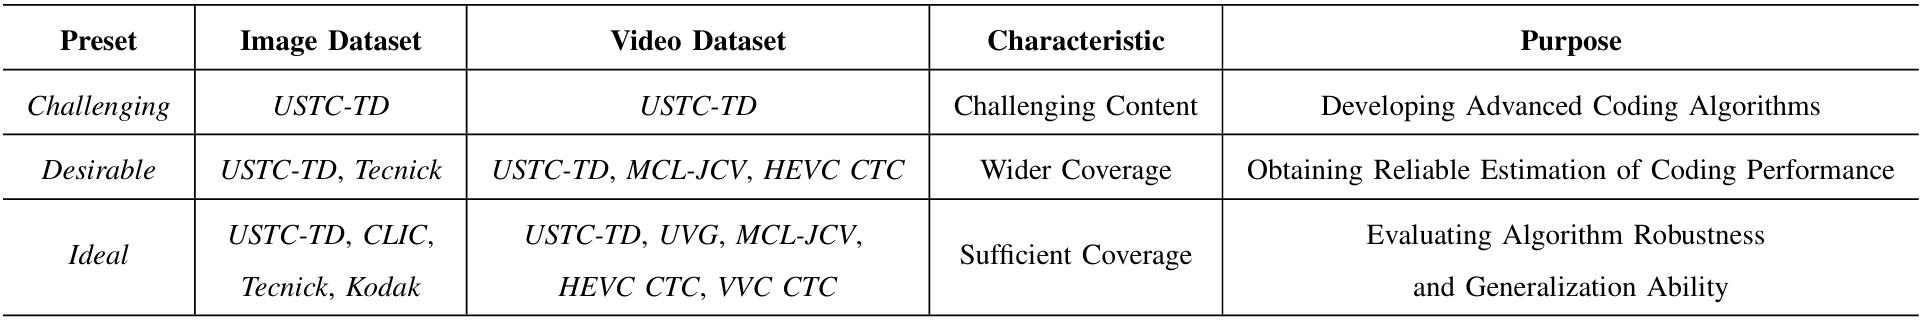 Preset Image Dataset Video Dataset Characteristic Purpose
Challenging USTC-TD USTC-TD Challenging Content Developing Advanced Coding Algorithms
Desirable USTC-TD, Tecnick USTC-TD, MCL-JCV, HEVC CTC Wider Coverage Obtaining Reliable Estimation of Coding Performance
Ideal
USTC-TD, CLIC,
Tecnick, Kodak
USTC-TD, UVG, MCL-JCV,
HEVC CTC, VVC CTC
Sufficient Coverage
Evaluating Algorithm Robustness
and Generalization Ability